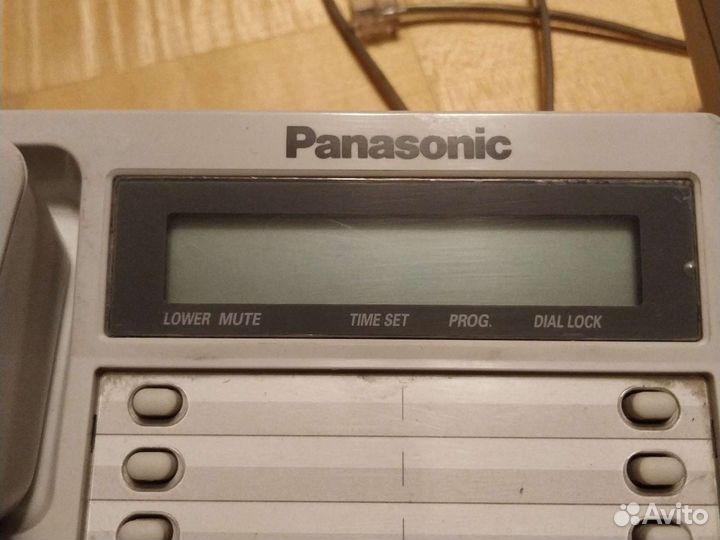 Panasonic
LOWER MUTE TIME SET PROG. DIAL LOCK
Avito